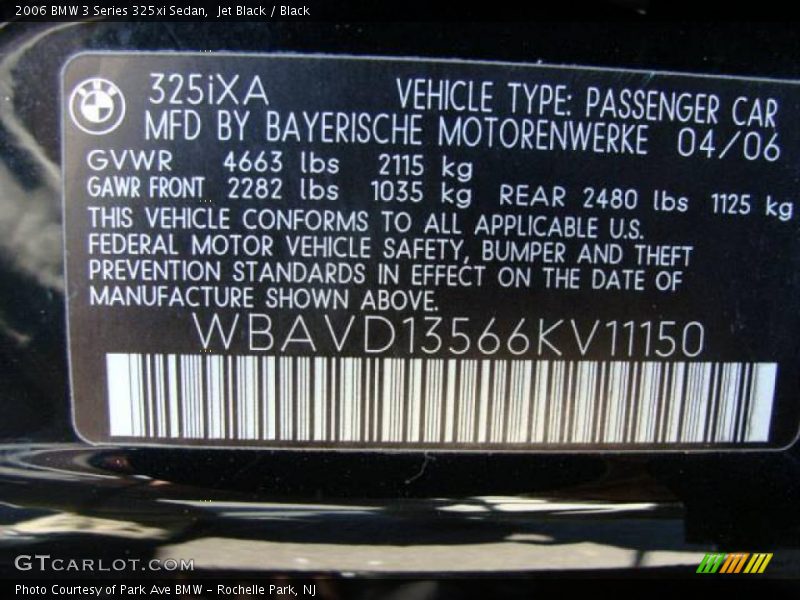 2006 BMW 3 Series 325xi Sedan, Jet Black / Black
BMW
325iXA VEHICLE TYPE: PASSENGER CAR
MFD BY BAYERISCHE MOTORENWERKE 04/06
GVWR 4663 lbs 2115 kg
GAWR FRONT 2282 lbs 1035 kg REAR 2480 lbs 1125 kg
THIS VEHICLE CONFORMS TO ALL APPLICABLE U.S.
FEDERAL MOTOR VEHICLE SAFETY, BUMPER AND THEFT
PREVENTION STANDARDS IN EFFECT ON THE DATE OF
MANUFACTURE SHOWN ABOVE.
WBAVD13566KV11150
GTCARLOT.COM
Photo Courtesy of Park Ave BMW - Rochelle Park, NJ